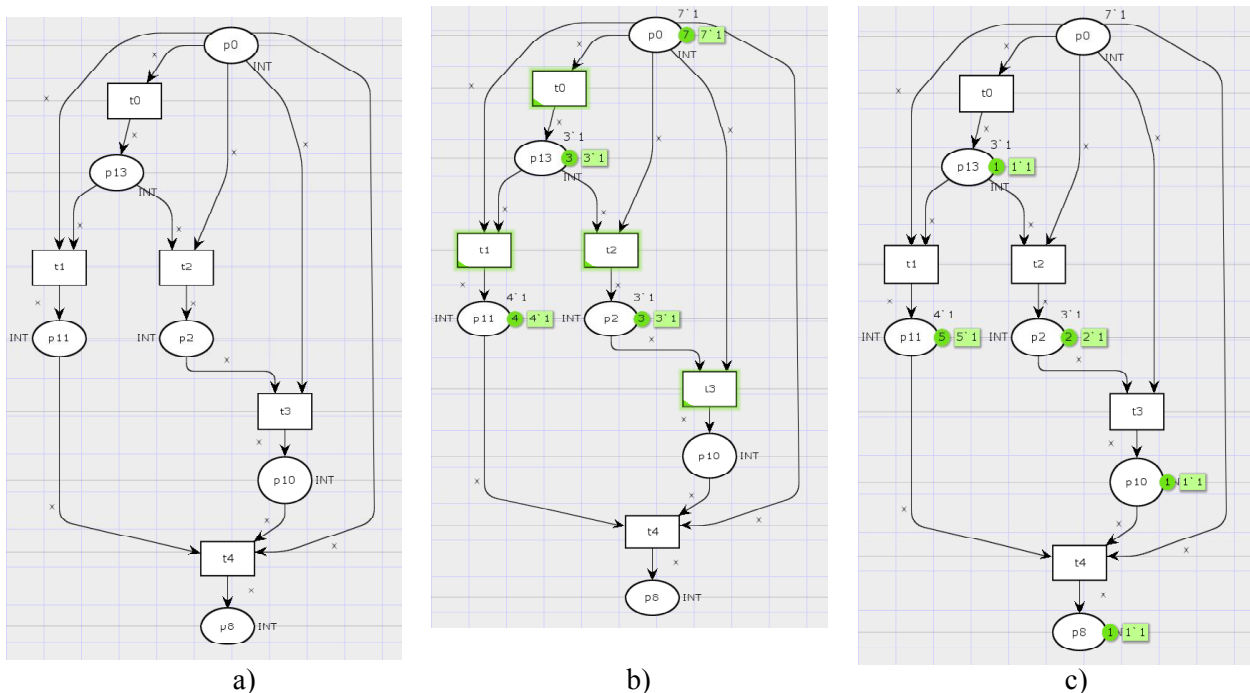 p0
INT
x
x
t0
x
x
p13
INT
x
x
t1
t2
x
x
INT
p11
INT
p2
x
x
t3
x
p10
INT
x
x
x
t4
x
p8
INT
a)
7`1
p0
7
7`1
INT
x
x
t0
x
3`1
x
p13
3
3`1
INT
x
x
t1
t2
x
x
4`1
3`1
INT
p11
4
4`1
INT
p2
3
3`1
x
x
t3
x
p10
INT
x
x
x
t4
x
p8
INT
b)
7`1
p0
INT
x
x
t0
x
3`1
x
p13
1
1`1
INT
x
x
t1
t2
x
x
4`1
3`1
INT
p11
5
5`1
INT
p2
2
2`1
x
x
t3
x
p10
1
1`1
x
x
x
t4
x
p8
1
1`1
c)